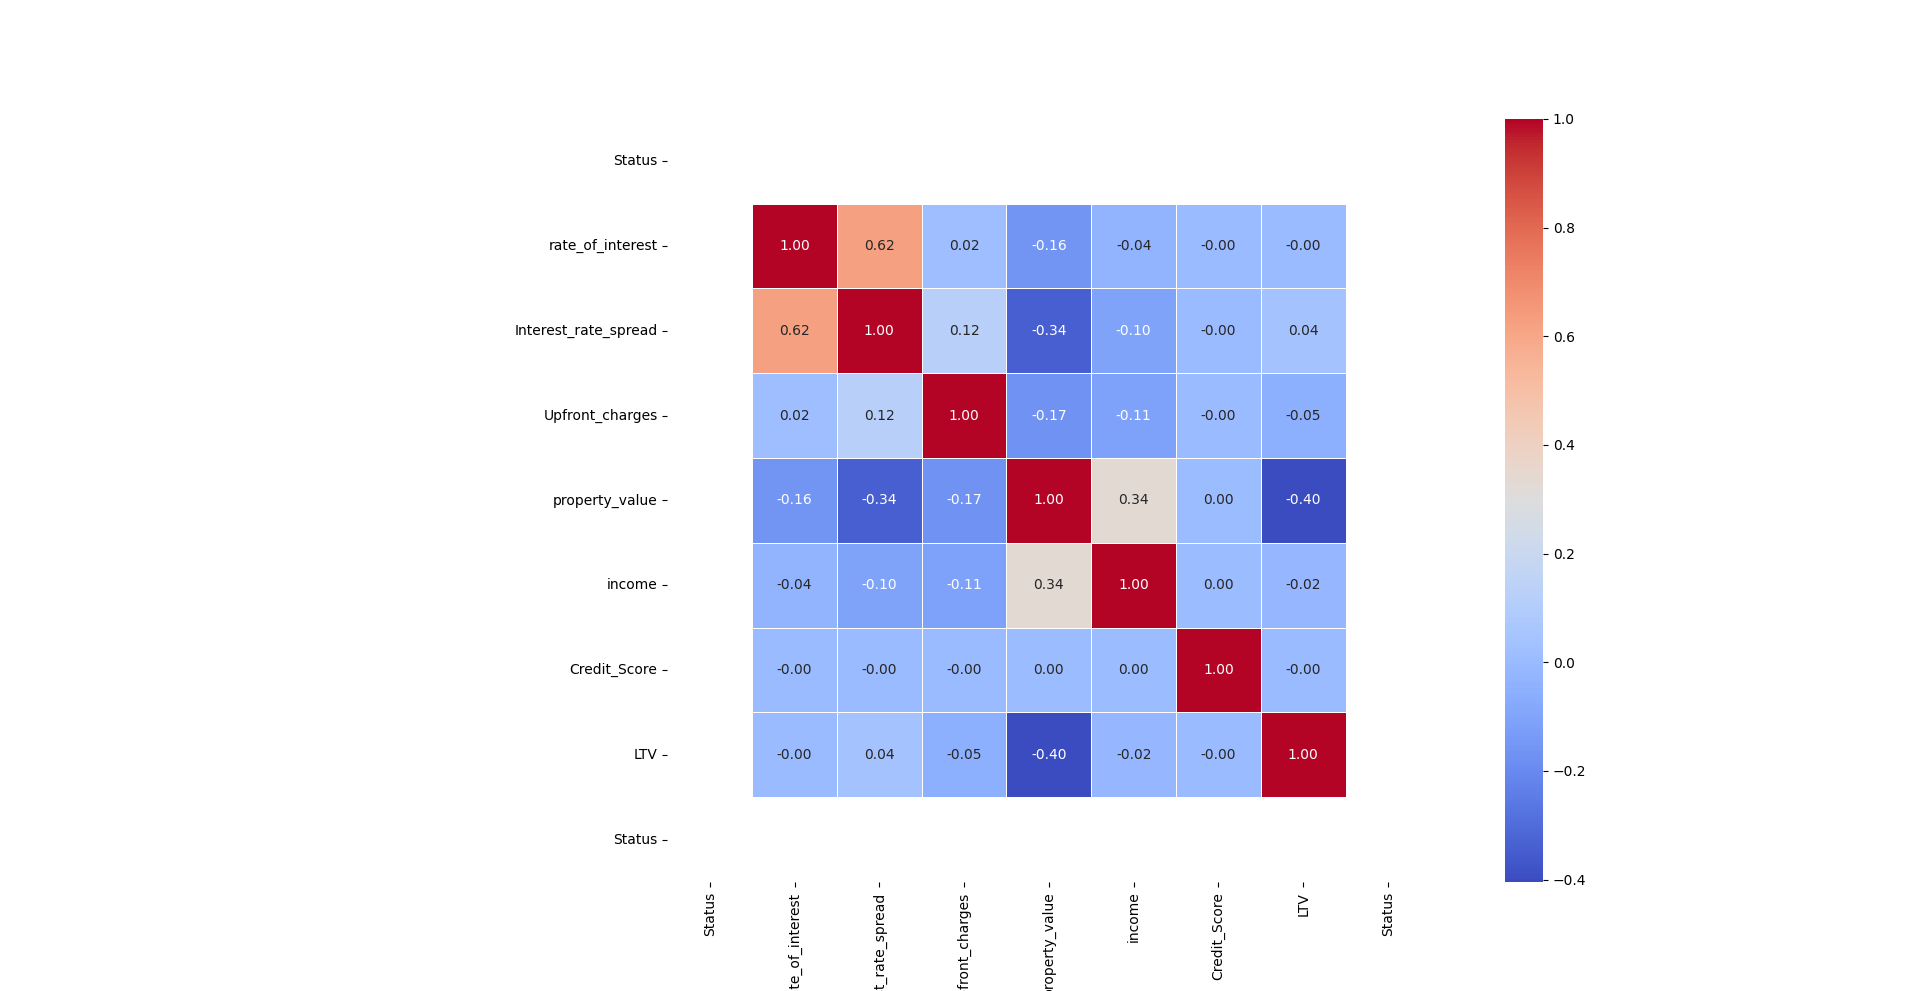 Status
rate_of_interest 1.00 0.62 0.02 -0.16 -0.04 -0.00 -0.00
Interest_rate_spread 0.62 1.00 0.12 -0.34 -0.10 -0.00 0.04
Upfront_charges 0.02 0.12 1.00 -0.17 -0.11 -0.00 -0.05
property_value -0.16 -0.34 -0.17 1.00 0.34 0.00 -0.40
income -0.04 -0.10 -0.11 0.34 1.00 0.00 -0.02
Credit_Score -0.00 -0.00 -0.00 0.00 0.00 1.00 -0.00
LTV -0.00 0.04 -0.05 -0.40 -0.02 -0.00 1.00
Status
Status
te_of_interest
t_rate_spread
front_charges
property_value
income
Credit_Score
LTV
Status
1.0
0.8
0.6
0.4
0.2
0.0
−0.2
−0.4